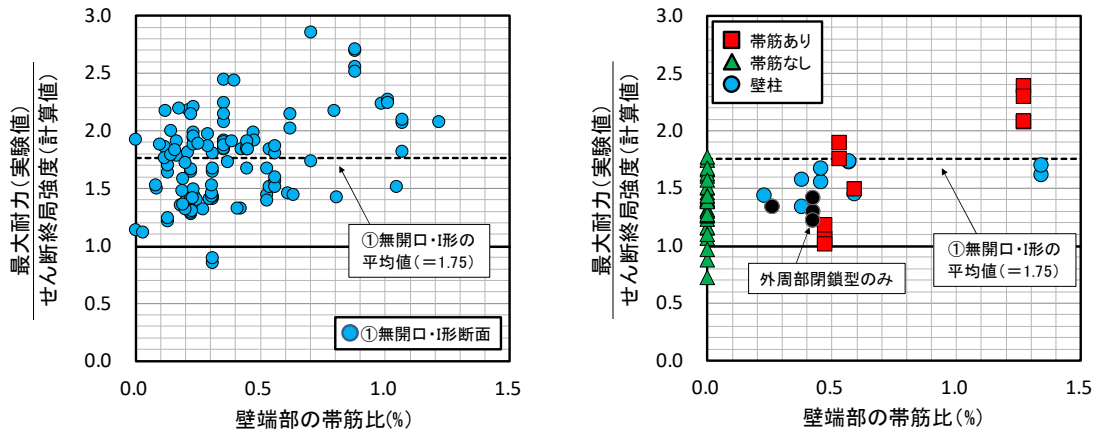 最大耐力(実験値)
せん断終局強度(計算値)
3.0
2.5
2.0
1.5
1.0
0.5
0.0
①無開口・I形の
平均値(=1.75)
①無開口・I形断面
0.0
0.5
1.0
1.5
壁端部の帯筋比(%)
最大耐力(実験値)
せん断終局強度(計算値)
3.0
2.5
2.0
1.5
1.0
0.5
0.0
帯筋あり
帯筋なし
壁柱
外周部閉鎖型のみ
①無開口・I形の
平均値(=1.75)
0.0
0.5
1.0
1.5
壁端部の帯筋比(%)